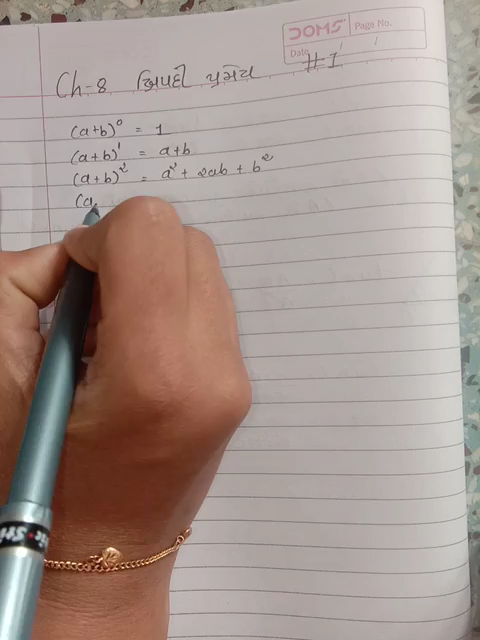 DOMS Page No.
Date / /
#1
Ch-8 દ્વિપદી પ્રમેય
(a+b)⁰ = 1
(a+b)¹ = a+b
(a+b)² = a² + 2ab + b²
(a